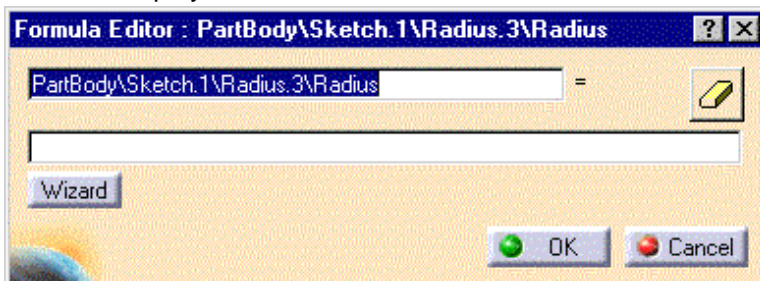 Formula Editor : PartBody\Sketch.1\Radius.3\Radius ? X
PartBody\Sketch.1\Radius.3\Radius =
Wizard
OK Cancel